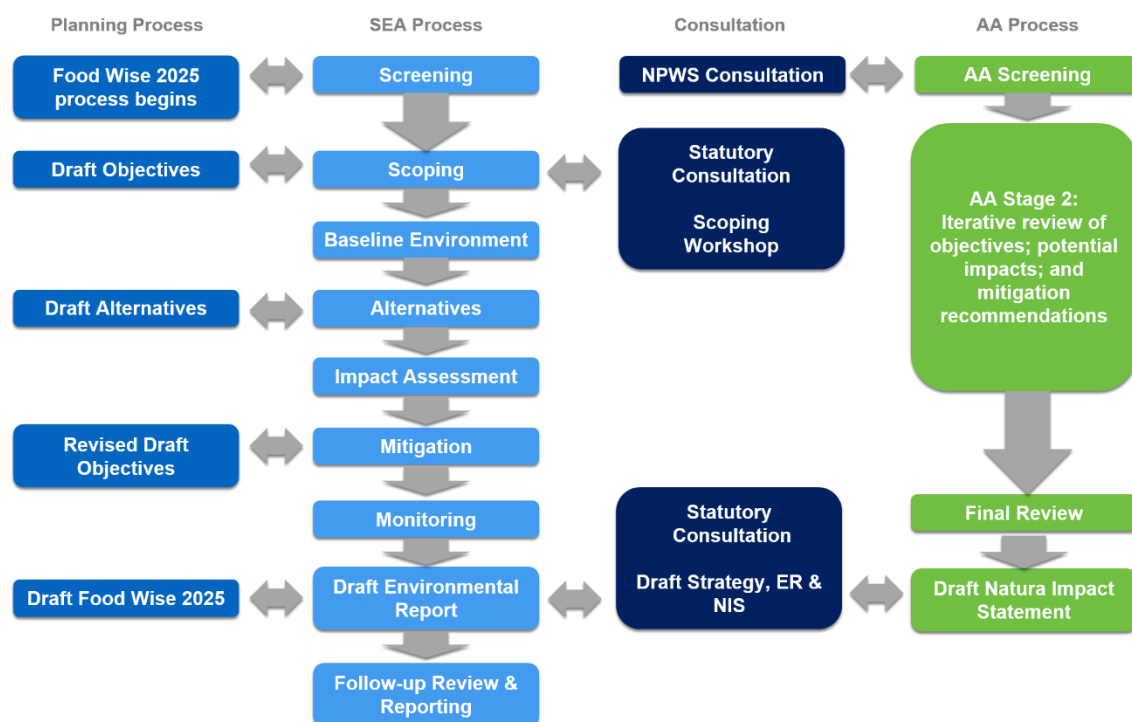 Planning Process
SEA Process
Consultation
AA Process
Food Wise 2025
process begins
Screening
NPWS Consultation
AA Screening
Draft Objectives
Scoping
Statutory
Consultation
Scoping
Workshop
AA Stage 2:
Iterative review of
objectives; potential
impacts; and
mitigation
recommendations
Baseline Environment
Draft Alternatives
Alternatives
Impact Assessment
Revised Draft
Objectives
Mitigation
Monitoring
Statutory
Consultation
Draft Strategy, ER &
NIS
Final Review
Draft Food Wise 2025
Draft Environmental
Report
Draft Natura Impact
Statement
Follow-up Review &
Reporting